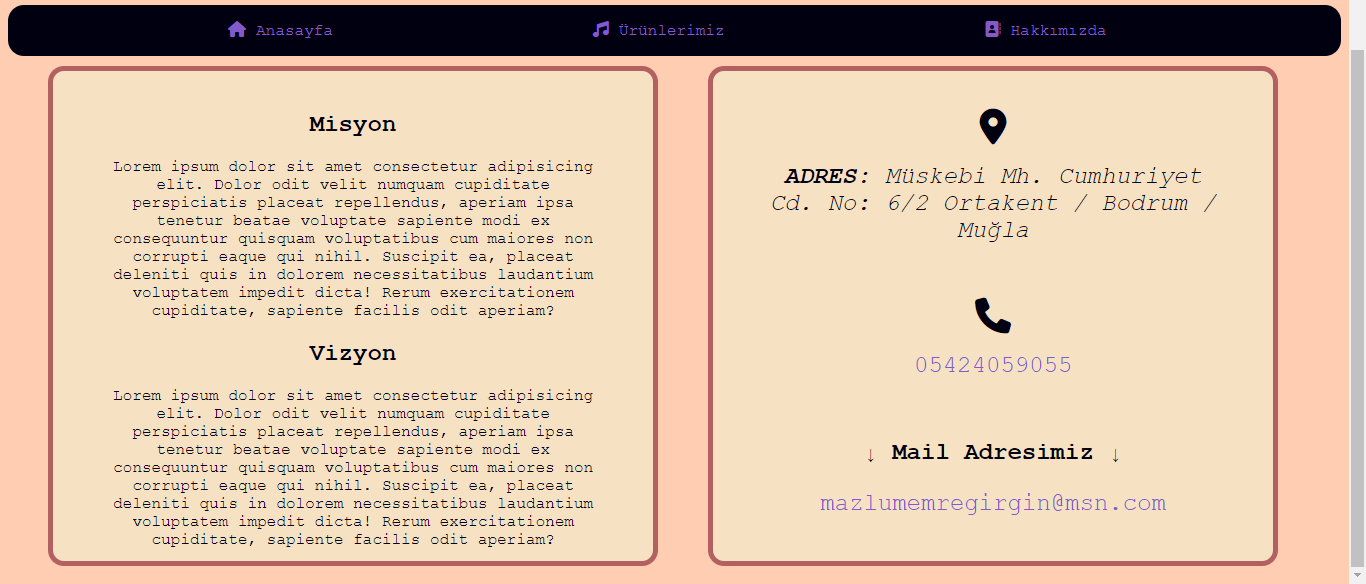 Anasayfa
Ürünlerimiz
Hakkımızda
Misyon
Lorem ipsum dolor sit amet consectetur adipisicing
elit. Dolor odit velit numquam cupiditate
perspiciatis placeat repellendus, aperiam ipsa
tenetur beatae voluptate sapiente modi ex
consequuntur quisquam voluptatibus cum maiores non
corrupti eaque qui nihil. Suscipit ea, placeat
deleniti quis in dolorem necessitatibus laudantium
voluptatem impedit dicta! Rerum exercitationem
cupiditate, sapiente facilis odit aperiam?
Vizyon
Lorem ipsum dolor sit amet consectetur adipisicing
elit. Dolor odit velit numquam cupiditate
perspiciatis placeat repellendus, aperiam ipsa
tenetur beatae voluptate sapiente modi ex
consequuntur quisquam voluptatibus cum maiores non
corrupti eaque qui nihil. Suscipit ea, placeat
deleniti quis in dolorem necessitatibus laudantium
voluptatem impedit dicta! Rerum exercitationem
cupiditate, sapiente facilis odit aperiam?
ADRES: Müskebi Mh. Cumhuriyet
Cd. No: 6/2 Ortakent / Bodrum /
Muğla
05424059055
↓ Mail Adresimiz ↓
mazlumemregirgin@msn.com